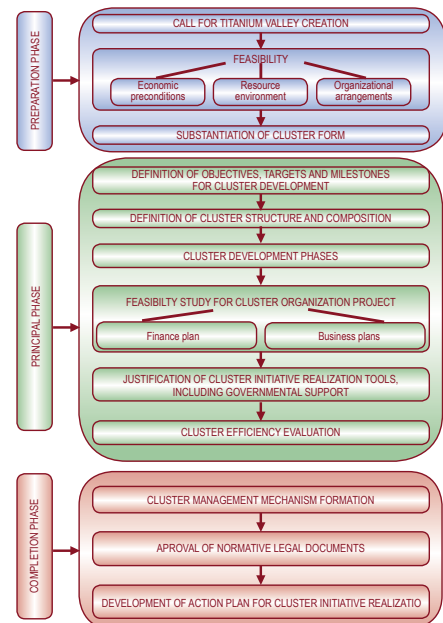 PREPARATION PHASE
CALL FOR TITANIUM VALLEY CREATION
FEASIBILITY
Economic
preconditions
Resource
environment
Organizational
arrangements
SUBSTANTIATION OF CLUSTER FORM
PRINCIPAL PHASE
DEFINITION OF OBJECTIVES, TARGETS AND MILESTONES
FOR CLUSTER DEVELOPMENT
DEFINITION OF CLUSTER STRUCTURE AND COMPOSITION
CLUSTER DEVELOPMENT PHASES
FEASIBILTY STUDY FOR CLUSTER ORGANIZATION PROJECT
Finance plan
Business plans
JUSTIFICATION OF CLUSTER INITIATIVE REALIZATION TOOLS,
INCLUDING GOVERNMENTAL SUPPORT
CLUSTER EFFICIENCY EVALUATION
COMPLETION PHASE
CLUSTER MANAGEMENT MECHANISM FORMATION
APROVAL OF NORMATIVE LEGAL DOCUMENTS
DEVELOPMENT OF ACTION PLAN FOR CLUSTER INITIATIVE REALIZATIO